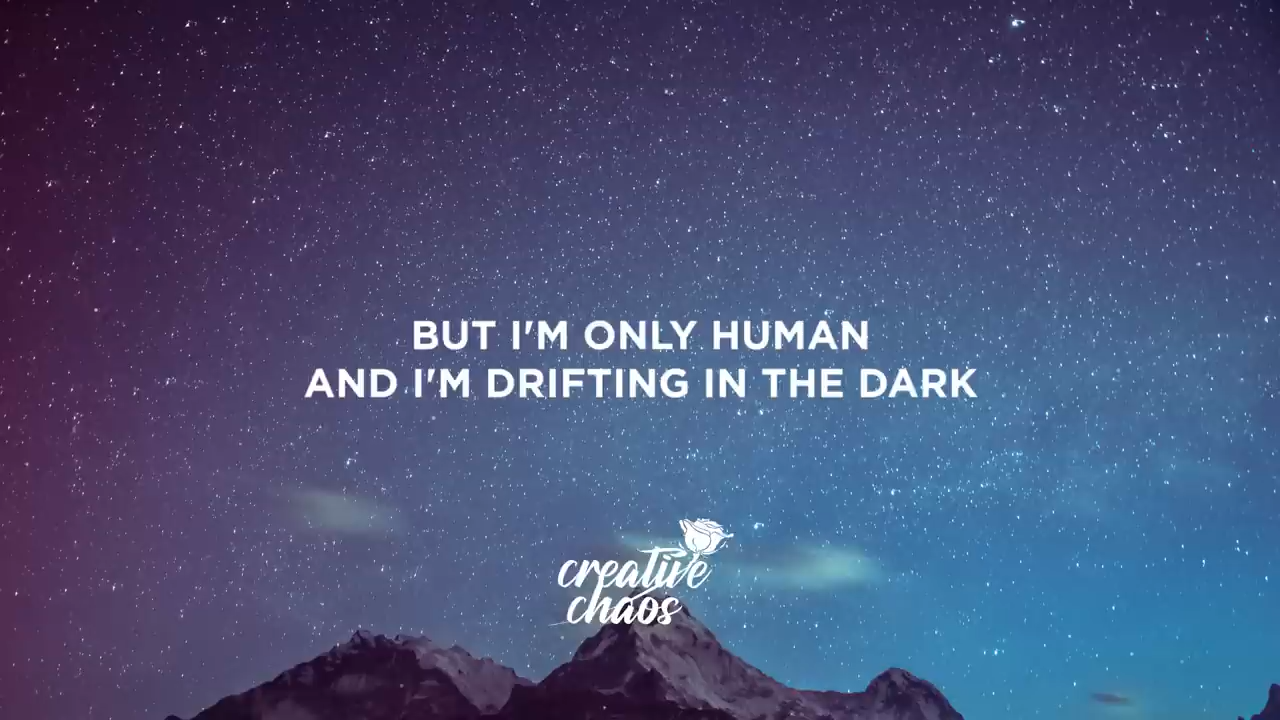 BUT I'M ONLY HUMAN
AND I'M DRIFTING IN THE DARK
creative
chaos